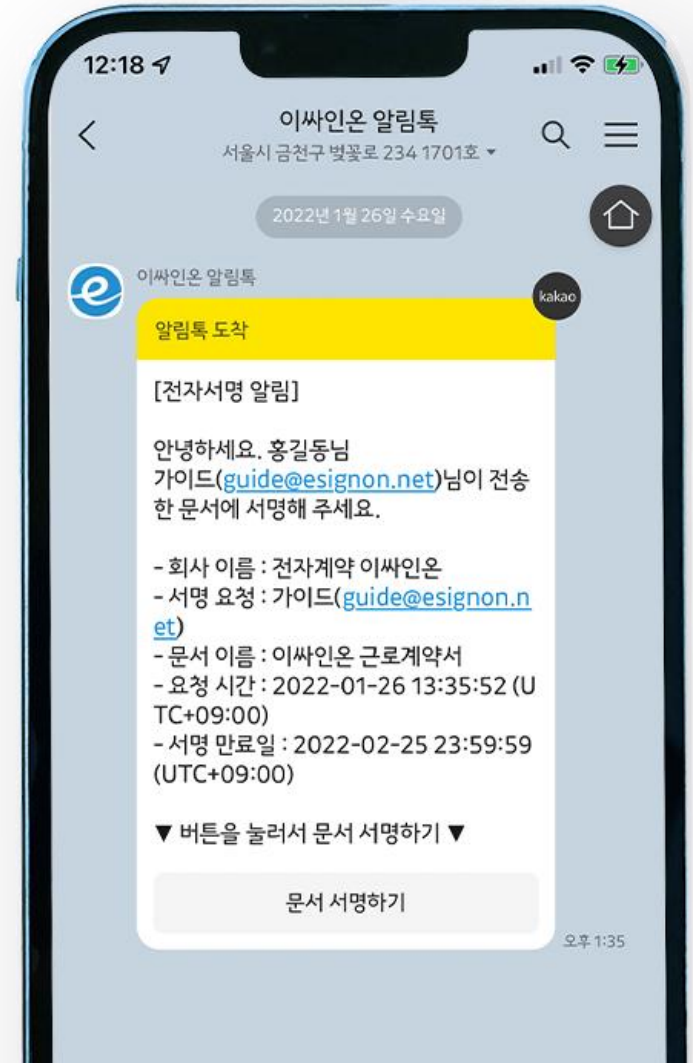 12:18
이싸인온 알림톡
서울시 금천구 벚꽃로 234 1701호
2022년 1월 26일 수요일
이싸인온 알림톡
kakao
알림톡 도착
[전자서명 알림]
안녕하세요. 홍길동님
가이드(guide@esignon.net)님이 전송
한 문서에 서명해 주세요.
- 회사 이름 : 전자계약 이싸인온
- 서명 요청 : 가이드(guide@esignon.n
et)
- 문서 이름 : 이싸인온 근로계약서
- 요청 시간 : 2022-01-26 13:35:52 (U
TC+09:00)
- 서명 만료일 : 2022-02-25 23:59:59
(UTC+09:00)
▼ 버튼을 눌러서 문서 서명하기 ▼
문서 서명하기
오후 1:35